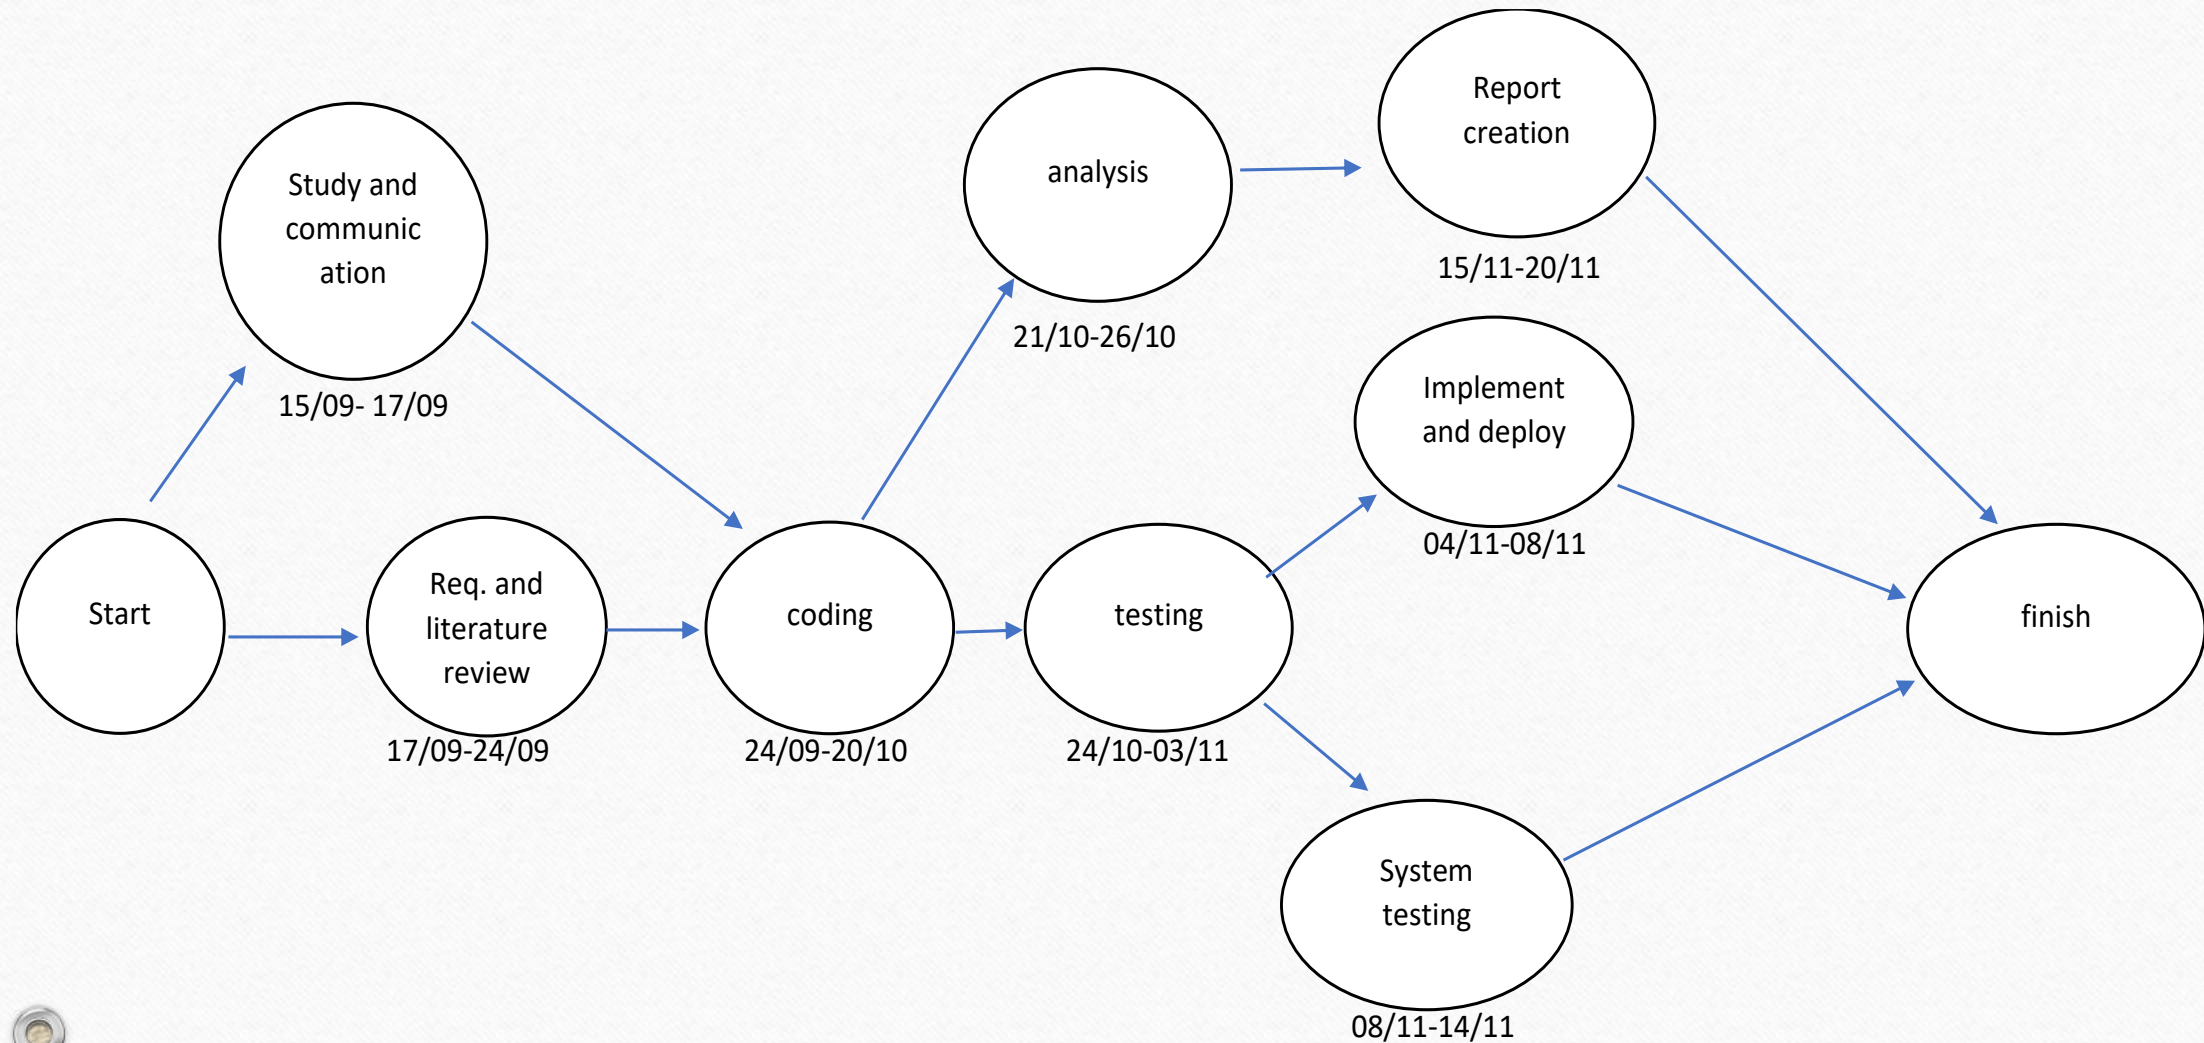 Study and
communic
ation
15/09- 17/09
Start
Req. and
literature
review
17/09-24/09
coding
24/09-20/10
analysis
21/10-26/10
testing
24/10-03/11
Report
creation
15/11-20/11
Implement
and deploy
04/11-08/11
System
testing
08/11-14/11
finish